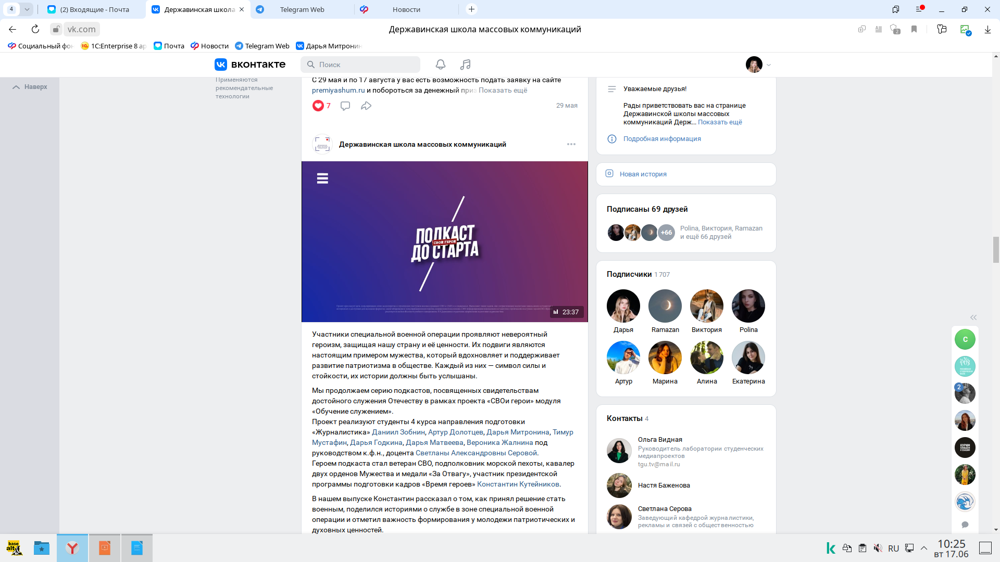 4
(2) Входящие - Почта
Державинская школа
Telegram Web
Новости
vk.com
Державинская школа массовых коммуникаций
2
Социальный фон
1C:Enterprise 8 ар
Почта
Новости
Telegram Web
Дарья Митронин
вконтакте
Поиск
Наверх
Применяются
рекомендательные
технологии
С 29 мая и по 17 августа у вас есть возможность подать заявку на сайте
premiyashum.ru и побороться за денежный приз Показать ещё
7
29 мая
Державинская школа массовых коммуникаций
ПОДКАСТ
СВОИ ГЕРОИ
ДО СТАРТА
23:37
Участники специальной военной операции проявляют невероятный
героизм, защищая нашу страну и её ценности. Их подвиги являются
настоящим примером мужества, который вдохновляет и поддерживает
развитие патриотизма в обществе. Каждый из них — символ силы и
стойкости, их истории должны быть услышаны.
Мы продолжаем серию подкастов, посвященных свидетельствам
достойного служения Отечеству в рамках проекта «СВОи герои» модуля
«Обучение служением».
Проект реализуют студенты 4 курса направления подготовки
«Журналистика» Даниил Зобнин, Артур Долотцев, Дарья Митронина, Тимур
Мустафин, Дарья Годкина, Дарья Матвеева, Вероника Жалнина под
руководством к.ф.н., доцента Светланы Александровны Серовой.
Героем подкаста стал ветеран СВО, подполковник морской пехоты, кавалер
двух орденов Мужества и медали «За Отвагу», участник президентской
программы подготовки кадров «Время героев» Константин Кутейников.
В нашем выпуске Константин рассказал о том, как принял решение стать
военным, поделился историями о службе в зоне специальной военной
операции и отметил важность формирования у молодежи патриотических и
духовных ценностей.
Уважаемые друзья!
Рады приветствовать вас на странице
Державинской школы массовых
коммуникаций Держ... Показать ещё
Подробная информация
Новая история
Подписаны 69 друзей
+66
Polina, Виктория, Ramazan
и ещё 66 друзей
Подписчики 1 707
Дарья
Ramazan
Виктория
Polina
Артур
Марина
Алина
Екатерина
Контакты 4
Ольга Видная
Руководитель лаборатории студенческих
медиапроектов
tgu.tv@mail.ru
Настя Баженова
Светлана Серова
Заведующий кафедрой журналистики,
рекламы и связей с общественностью
С
2
КУРИМ
ПЛЯШЕМ
base
alt
RU
10:25
вт 17.06